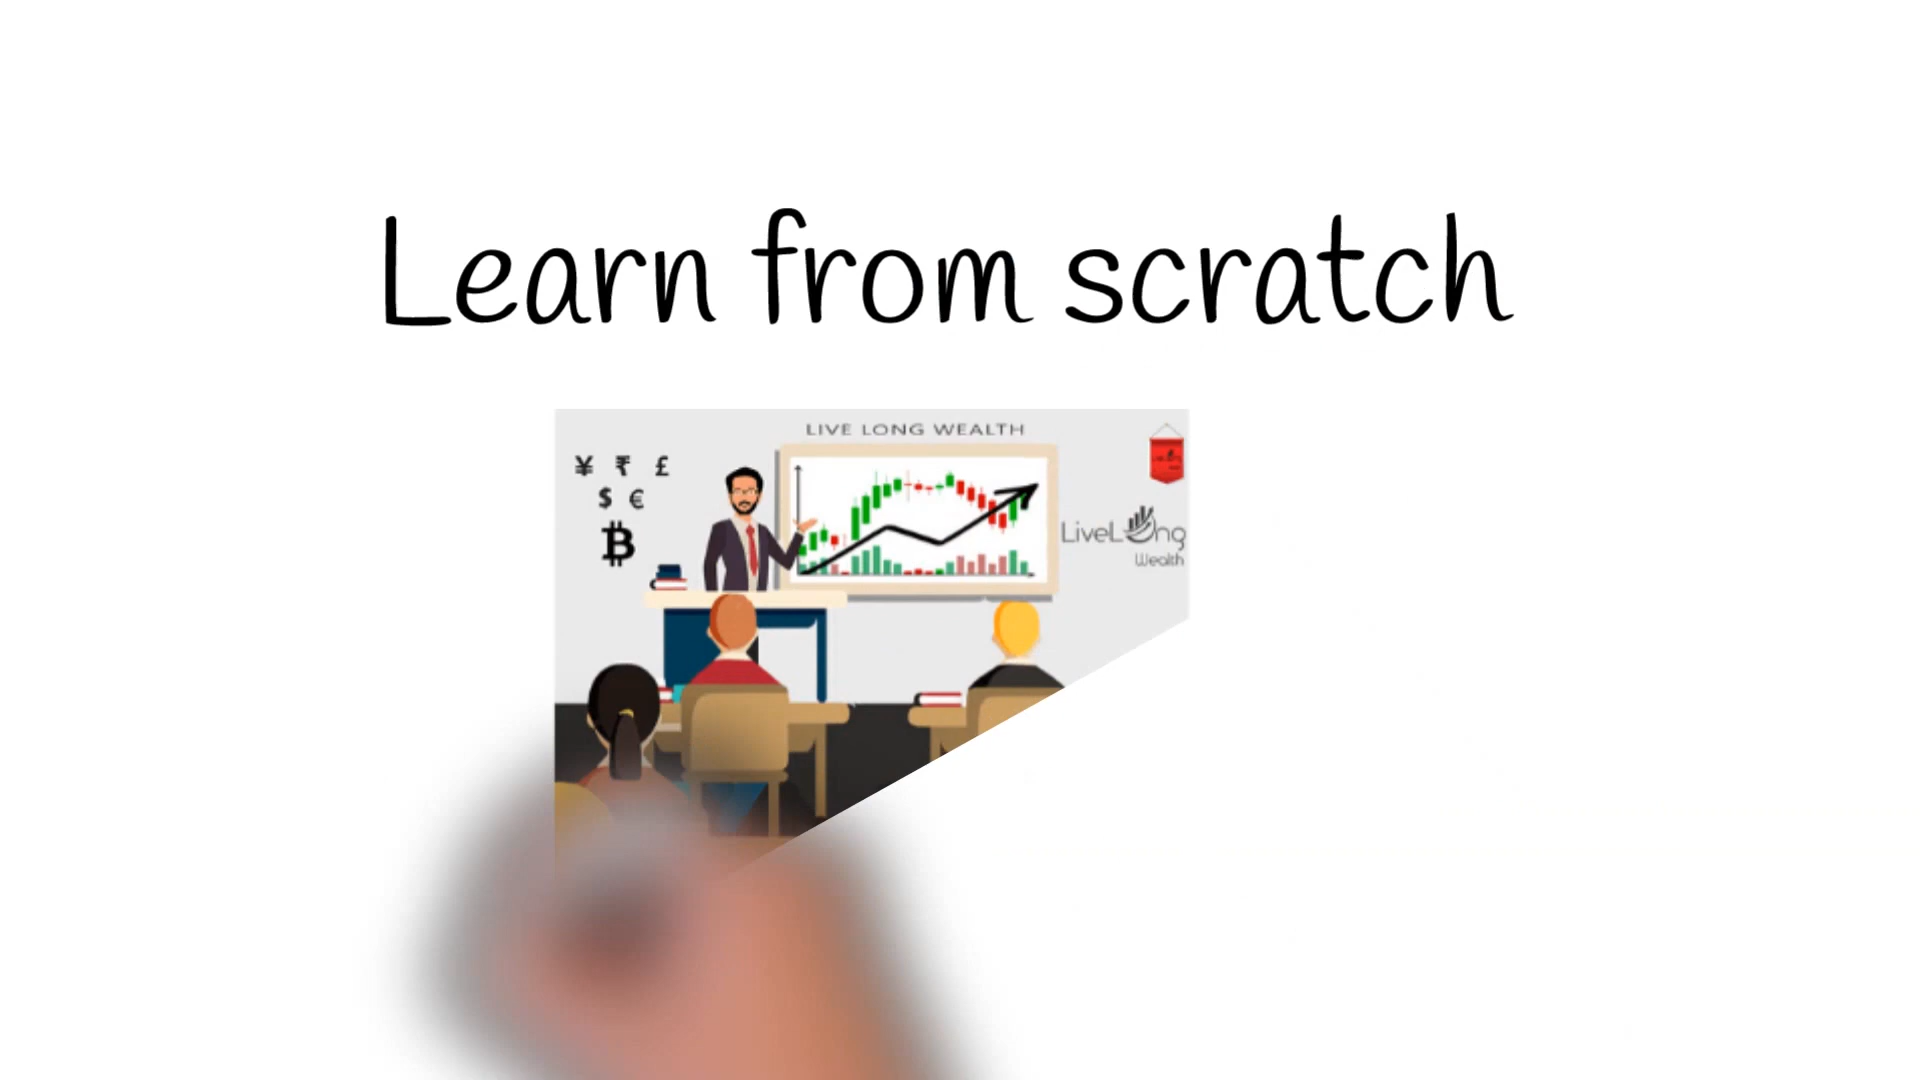 Learn from scratch
LIVE LONG WEALTH
¥ ₹ £
$ €
₿
LiveLong
Wealth